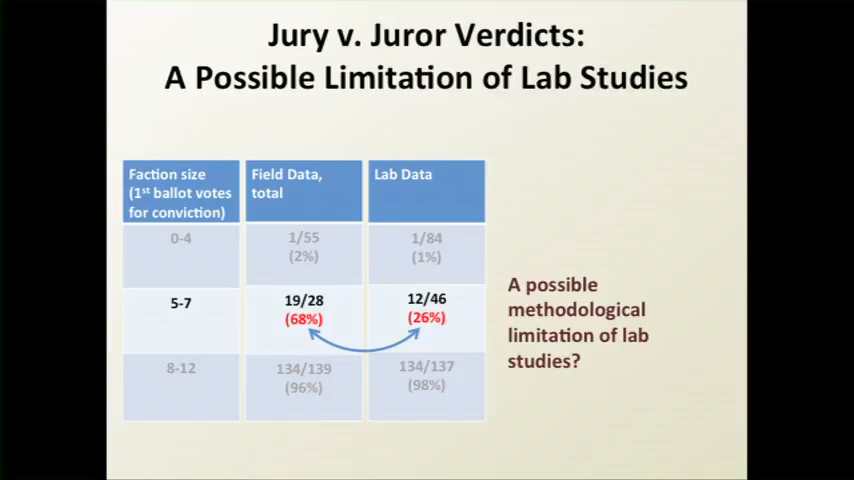 Jury v. Juror Verdicts:
A Possible Limitation of Lab Studies
Faction size
(1st ballot votes
for conviction)
Field Data,
total
Lab Data
0-4
1/55
(2%)
1/84
(1%)
5-7
19/28
(68%)
12/46
(26%)
8-12
134/139
(96%)
134/137
(98%)
A possible
methodological
limitation of lab
studies?